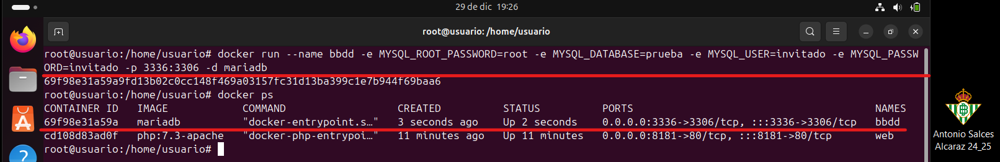 29 de dic 19:26
root@usuario: /home/usuario
root@usuario:/home/usuario# docker run --name bbdd -e MYSQL_ROOT_PASSWORD=root -e MYSQL_DATABASE=prueba -e MYSQL_USER=invitado -e MYSQL_PASSW
ORD=invitado -p 3336:3306 -d mariadb
69f98e31a59a9fd13b02c0cc148f469a03157fc31d13ba399c1e7b944f69baa6
root@usuario:/home/usuario# docker ps
CONTAINER ID   IMAGE            COMMAND                  CREATED          STATUS          PORTS                                       NAMES
69f98e31a59a   mariadb          "docker-entrypoint.s…"   3 seconds ago    Up 2 seconds    0.0.0.0:3336->3306/tcp, :::3336->3306/tcp   bbdd
cd108d83ad0f   php:7.3-apache   "docker-php-entrypoi…"   11 minutes ago   Up 11 minutes   0.0.0.0:8181->80/tcp, :::8181->80/tcp       web
root@usuario:/home/usuario#
Antonio Salces
Alcaraz 24_25